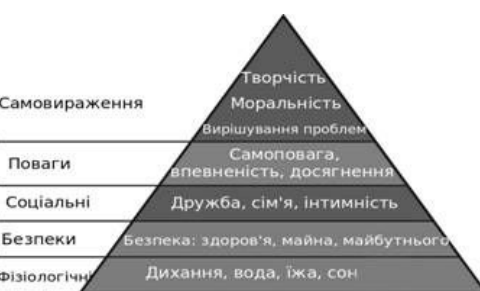 Творчість
Самовираження
Моральність
Вирішування проблем
Поваги
Самоповага,
впевненість, досягнення
Соціальні
Дружба, сім'я, інтимність
Безпеки
Безпека: здоров'я, майна, майбутнього
Фізіологічні
Дихання, вода, їжа, сон